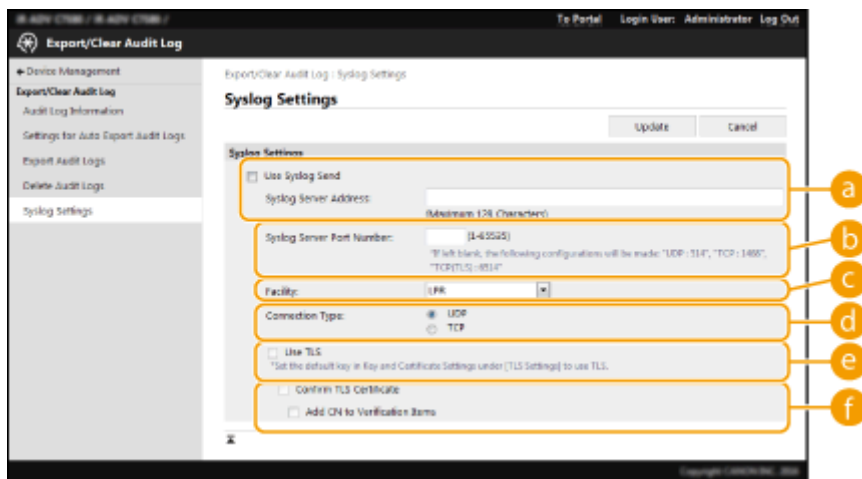 To Portal Login User: Administrator Log Out
Export/Clear Audit Log
Device Management
Export/Clear Audit Log
Audit Log Information
Settings for Auto Export Audit Logs
Export Audit Logs
Delete Audit Logs
Syslog Settings
Export/Clear Audit Log : Syslog Settings
Syslog Settings
Update Cancel
Syslog Settings
Use Syslog Send
Syslog Server Address:
(Maximum 128 Characters)
a
Syslog Server Port Number: (1-65535)
*If left blank, the following configurations will be made: "UDP : 514", "TCP : 1468",
"TCP(TLS) : 6514"
b
Facility: LPR
c
Connection Type: UDP
TCP
d
Use TLS
*Set the default key in Key and Certificate Settings under [TLS Settings] to use TLS.
e
Confirm TLS Certificate
Add CN to Verification Items
f
Copyright CANON INC.